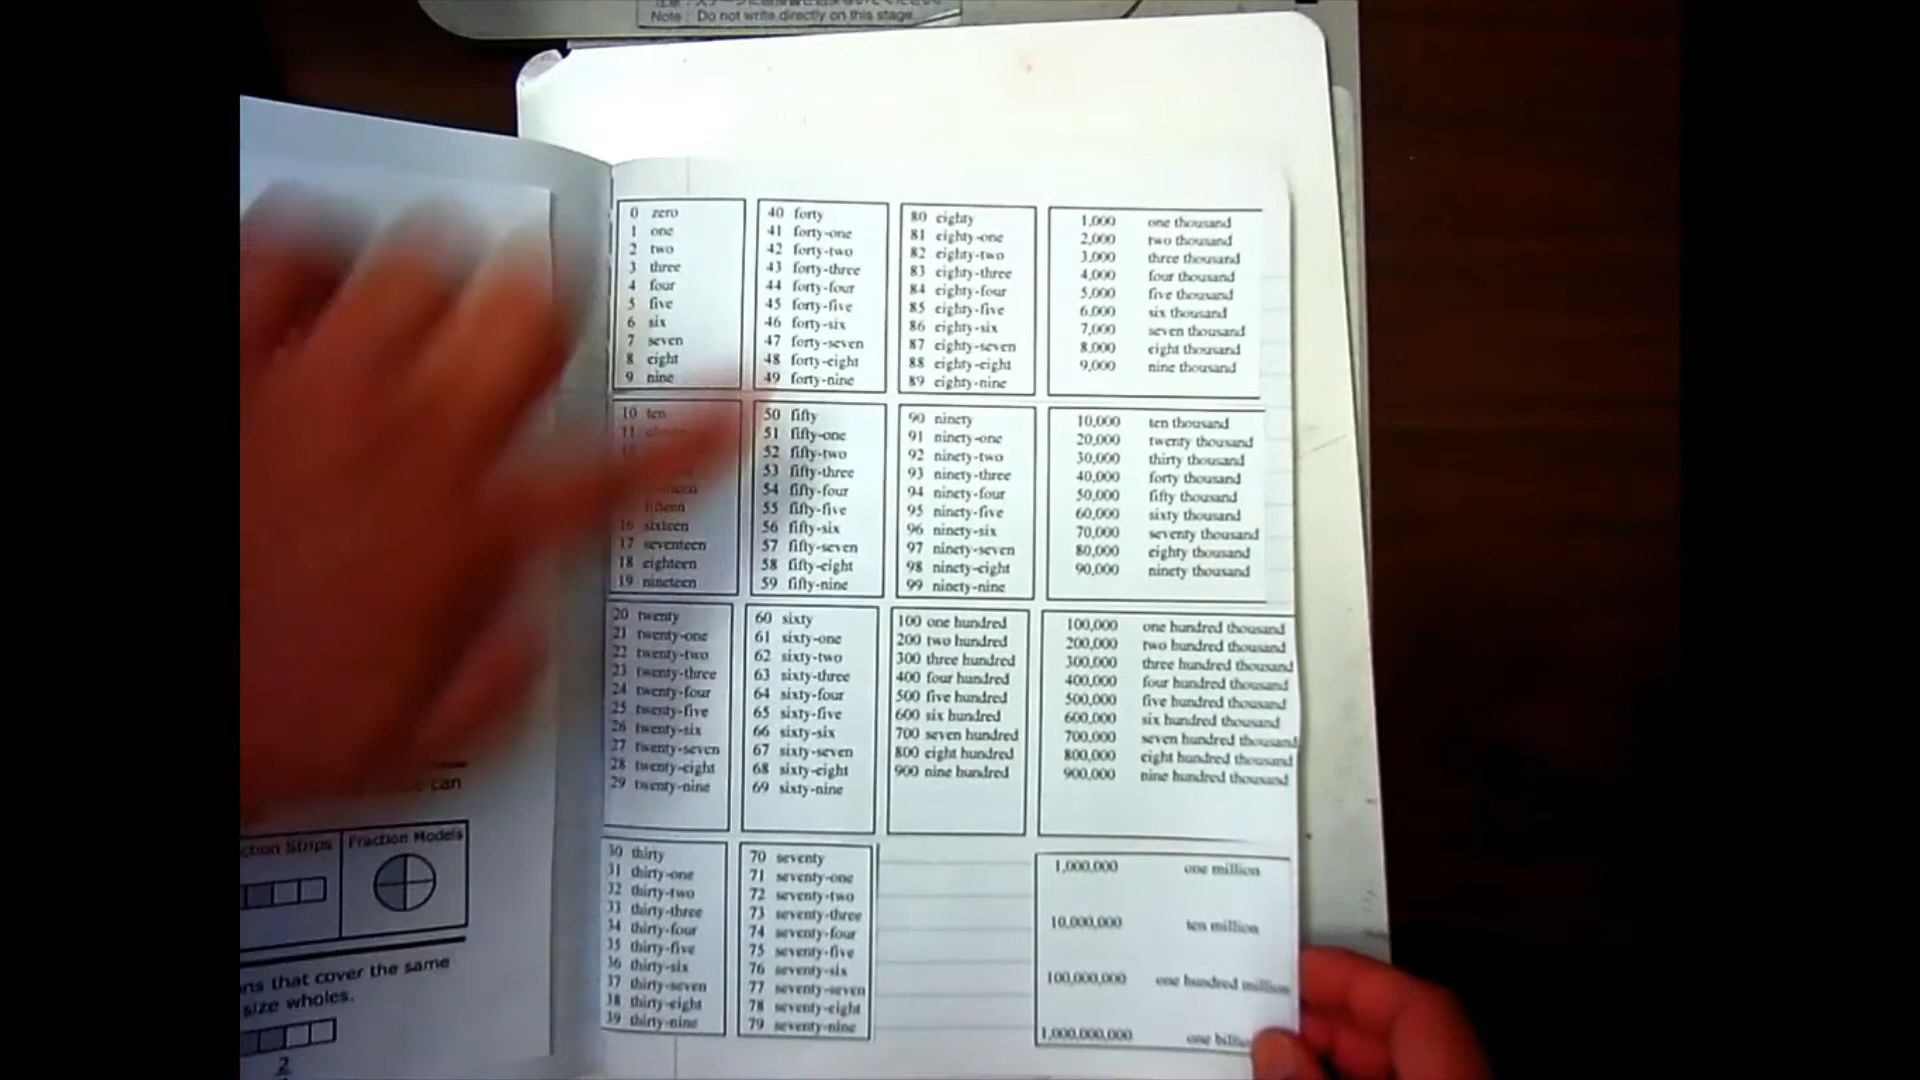 Note : Do not write directly on this stage.
0 zero
1 one
2 two
3 three
4 four
5 five
6 six
7 seven
8 eight
9 nine
10 ten
11
fifteen
16 sixteen
17 seventeen
18 eighteen
19 nineteen
20 twenty
21 twenty-one
22 twenty-two
23 twenty-three
24 twenty-four
25 twenty-five
26 twenty-six
27 twenty-seven
28 twenty-eight
29 twenty-nine
30 thirty
31 thirty-one
32 thirty-two
33 thirty-three
34 thirty-four
35 thirty-five
36 thirty-six
37 thirty-seven
38 thirty-eight
39 thirty-nine
40 forty
41 forty-one
42 forty-two
43 forty-three
44 forty-four
45 forty-five
46 forty-six
47 forty-seven
48 forty-eight
49 forty-nine
50 fifty
51 fifty-one
52 fifty-two
53 fifty-three
54 fifty-four
55 fifty-five
56 fifty-six
57 fifty-seven
58 fifty-eight
59 fifty-nine
60 sixty
61 sixty-one
62 sixty-two
63 sixty-three
64 sixty-four
65 sixty-five
66 sixty-six
67 sixty-seven
68 sixty-eight
69 sixty-nine
70 seventy
71 seventy-one
72 seventy-two
73 seventy-three
74 seventy-four
75 seventy-five
76 seventy-six
77 seventy-seven
78 seventy-eight
79 seventy-nine
80 eighty
81 eighty-one
82 eighty-two
83 eighty-three
84 eighty-four
85 eighty-five
86 eighty-six
87 eighty-seven
88 eighty-eight
89 eighty-nine
90 ninety
91 ninety-one
92 ninety-two
93 ninety-three
94 ninety-four
95 ninety-five
96 ninety-six
97 ninety-seven
98 ninety-eight
99 ninety-nine
100 one hundred
200 two hundred
300 three hundred
400 four hundred
500 five hundred
600 six hundred
700 seven hundred
800 eight hundred
900 nine hundred
1,000 one thousand
2,000 two thousand
3,000 three thousand
4,000 four thousand
5,000 five thousand
6,000 six thousand
7,000 seven thousand
8,000 eight thousand
9,000 nine thousand
10,000 ten thousand
20,000 twenty thousand
30,000 thirty thousand
40,000 forty thousand
50,000 fifty thousand
60,000 sixty thousand
70,000 seventy thousand
80,000 eighty thousand
90,000 ninety thousand
100,000 one hundred thousand
200,000 two hundred thousand
300,000 three hundred thousand
400,000 four hundred thousand
500,000 five hundred thousand
600,000 six hundred thousand
700,000 seven hundred thousand
800,000 eight hundred thousand
900,000 nine hundred thousand
1,000,000 one million
10,000,000 ten million
100,000,000 one hundred million
1,000,000,000 one
can
Strips
Fraction Models
that cover the same
size wholes.
2